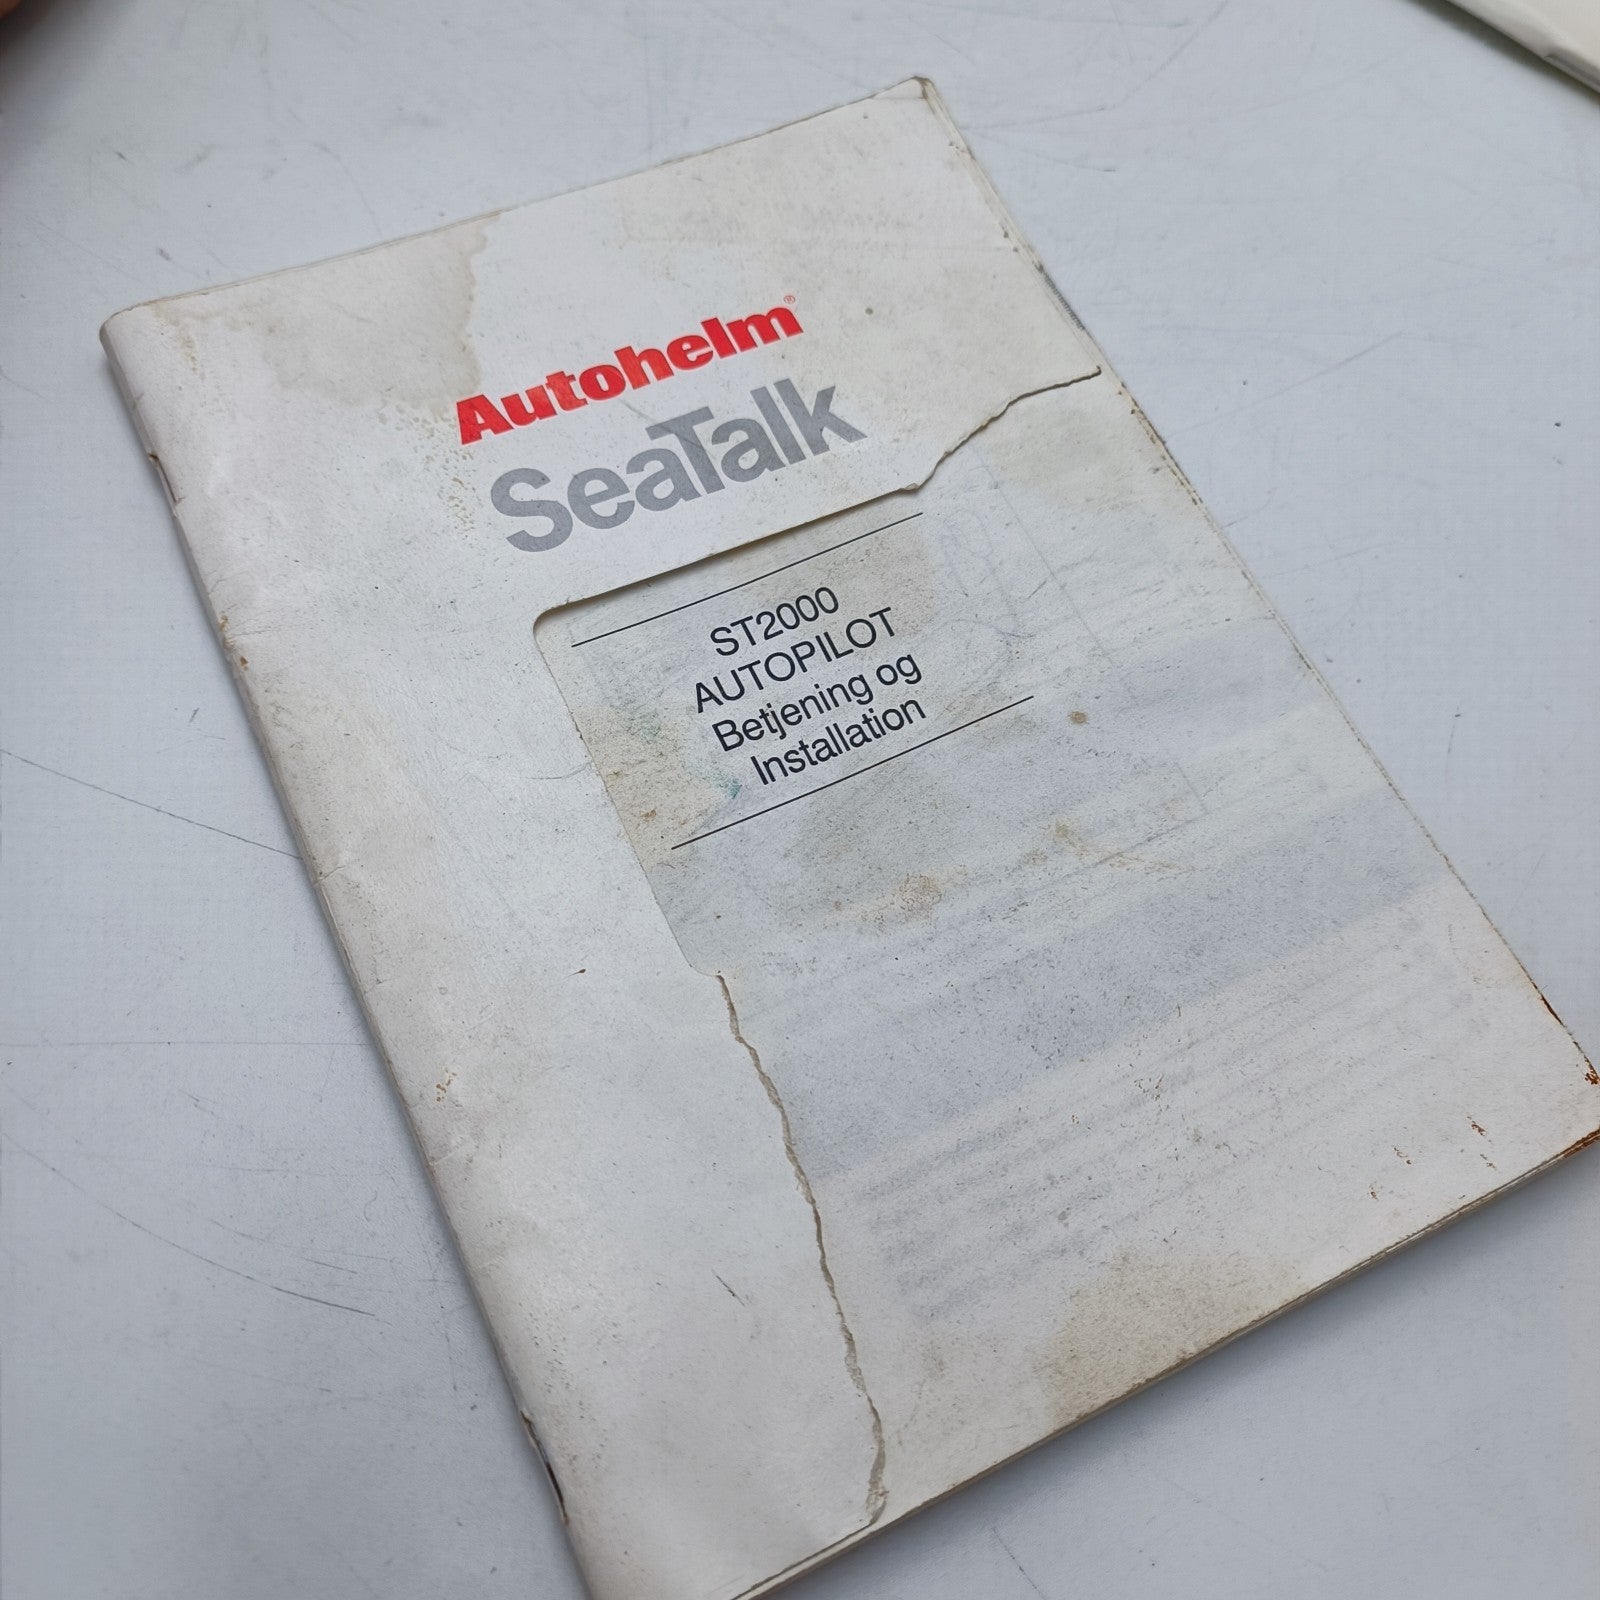 Autohelm®
SeaTalk
ST2000
AUTOPILOT
Betjening og
Installation